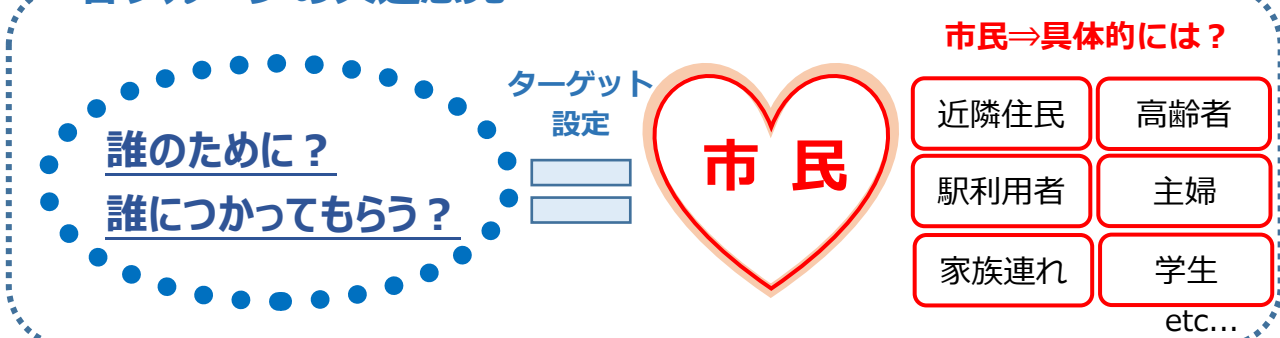 市民⇒具体的には？
ターゲット
設定
誰のために？
誰につかってもらう？
市 民
近隣住民
高齢者
駅利用者
主婦
家族連れ
学生
etc…